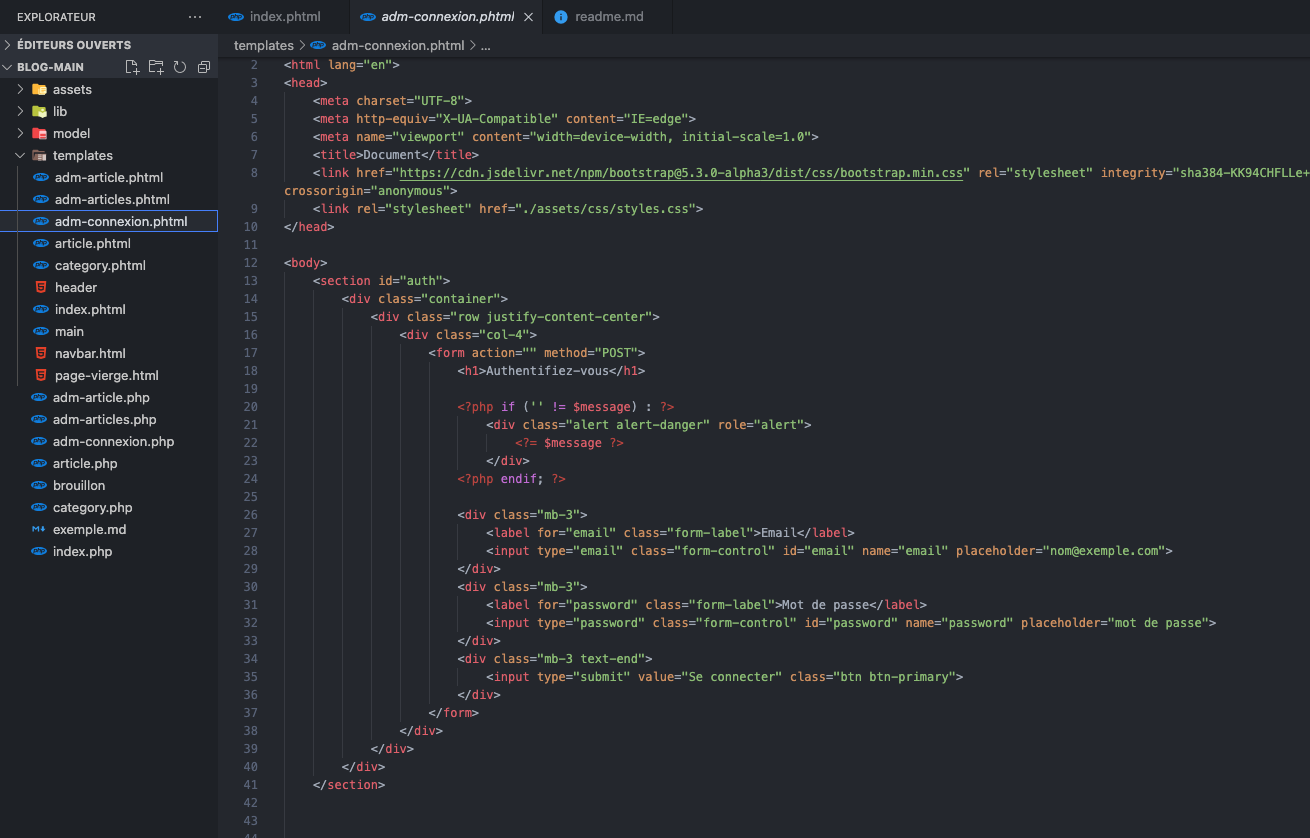 EXPLORATEUR
···
index.phtml
adm-connexion.phtml
readme.md
ÉDITEURS OUVERTS
BLOG-MAIN
assets
lib
model
templates
adm-article.phtml
adm-articles.phtml
adm-connexion.phtml
article.phtml
category.phtml
header
index.phtml
main
navbar.html
page-vierge.html
adm-article.php
adm-articles.php
adm-connexion.php
article.php
brouillon
category.php
exemple.md
index.php
templates > adm-connexion.phtml > ...
2 <html lang="en">
3 <head>
4 <meta charset="UTF-8">
5 <meta http-equiv="X-UA-Compatible" content="IE=edge">
6 <meta name="viewport" content="width=device-width, initial-scale=1.0">
7 <title>Document</title>
8 <link href="https://cdn.jsdelivr.net/npm/bootstrap@5.3.0-alpha3/dist/css/bootstrap.min.css" rel="stylesheet" integrity="sha384-KK94CHFLLe+
crossorigin="anonymous">
9 <link rel="stylesheet" href="./assets/css/styles.css">
10 </head>
11
12 <body>
13 <section id="auth">
14 <div class="container">
15 <div class="row justify-content-center">
16 <div class="col-4">
17 <form action="" method="POST">
18 <h1>Authentifiez-vous</h1>
19
20 <?php if ('' != $message) : ?>
21 <div class="alert alert-danger" role="alert">
22 <?= $message ?>
23 </div>
24 <?php endif; ?>
25
26 <div class="mb-3">
27 <label for="email" class="form-label">Email</label>
28 <input type="email" class="form-control" id="email" name="email" placeholder="nom@exemple.com">
29 </div>
30 <div class="mb-3">
31 <label for="password" class="form-label">Mot de passe</label>
32 <input type="password" class="form-control" id="password" name="password" placeholder="mot de passe">
33 </div>
34 <div class="mb-3 text-end">
35 <input type="submit" value="Se connecter" class="btn btn-primary">
36 </div>
37 </form>
38 </div>
39 </div>
40 </div>
41 </section>
42
43
44